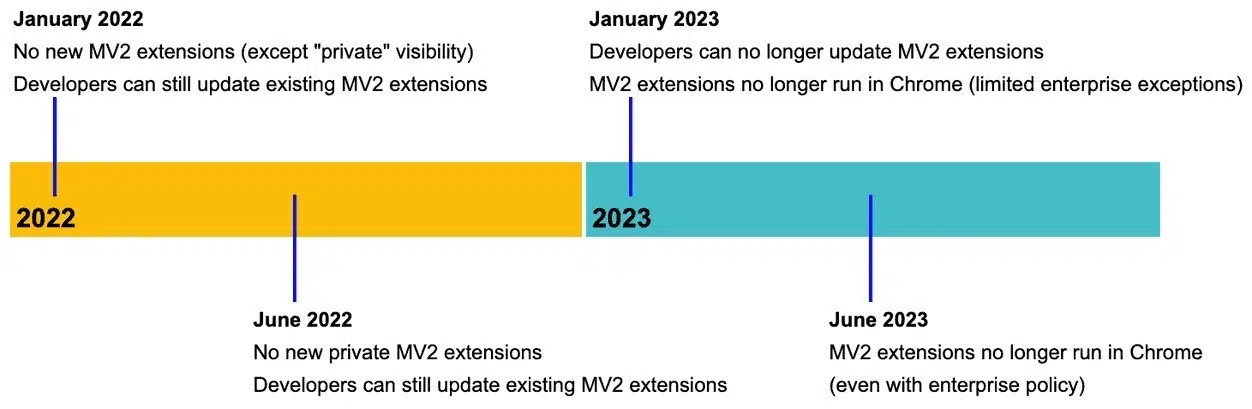 January 2022
No new MV2 extensions (except "private" visibility)
Developers can still update existing MV2 extensions
January 2023
Developers can no longer update MV2 extensions
MV2 extensions no longer run in Chrome (limited enterprise exceptions)
2022
2023
June 2022
No new private MV2 extensions
Developers can still update existing MV2 extensions
June 2023
MV2 extensions no longer run in Chrome
(even with enterprise policy)